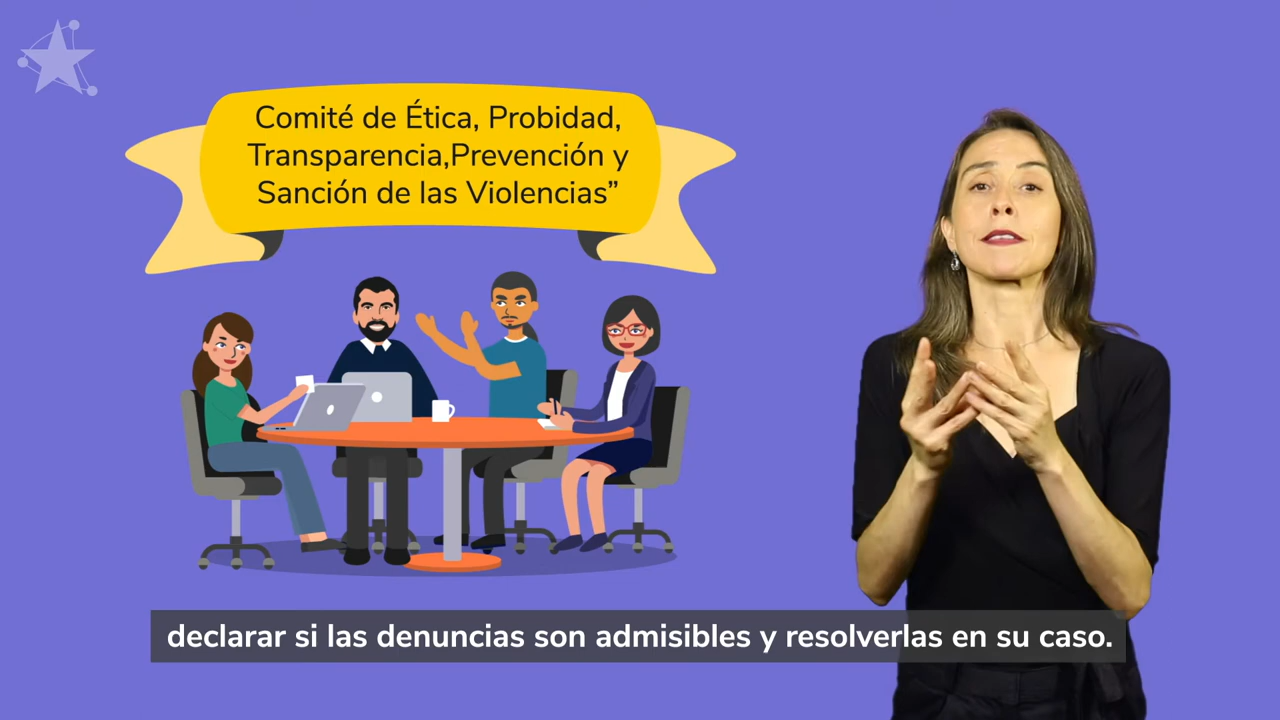 Comité de Ética, Probidad,
Transparencia,Prevención y
Sanción de las Violencias”
declarar si las denuncias son admisibles y resolverlas en su caso.